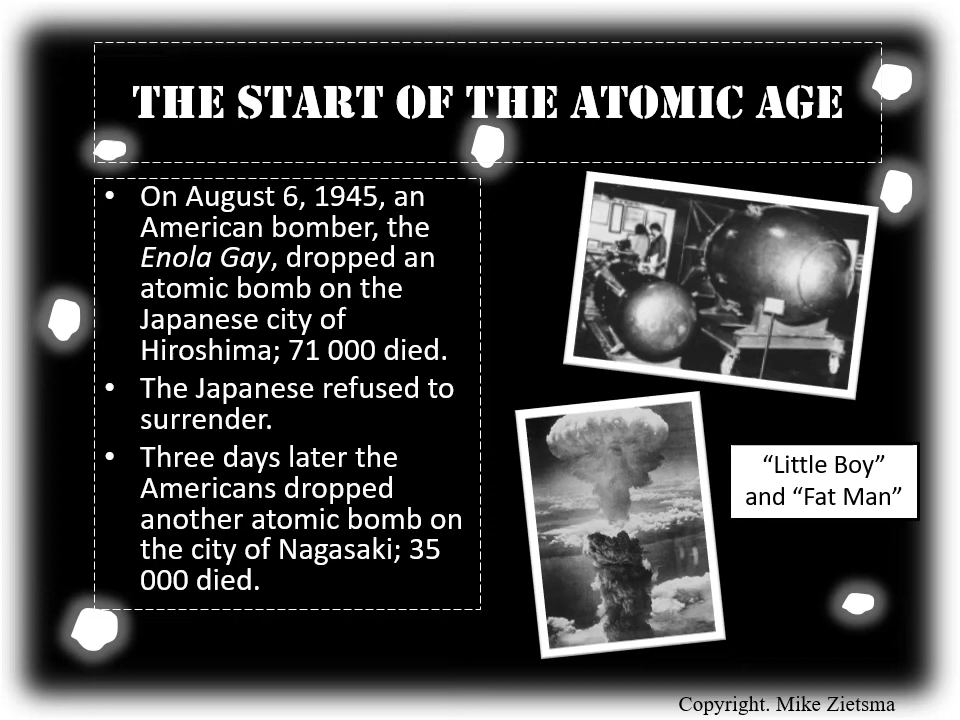 THE START OF THE ATOMIC AGE
• On August 6, 1945, an
American bomber, the
Enola Gay, dropped an
atomic bomb on the
Japanese city of
Hiroshima; 71 000 died.
• The Japanese refused to
surrender.
• Three days later the
Americans dropped
another atomic bomb on
the city of Nagasaki; 35
000 died.
“Little Boy”
and “Fat Man”
Copyright. Mike Zietsma